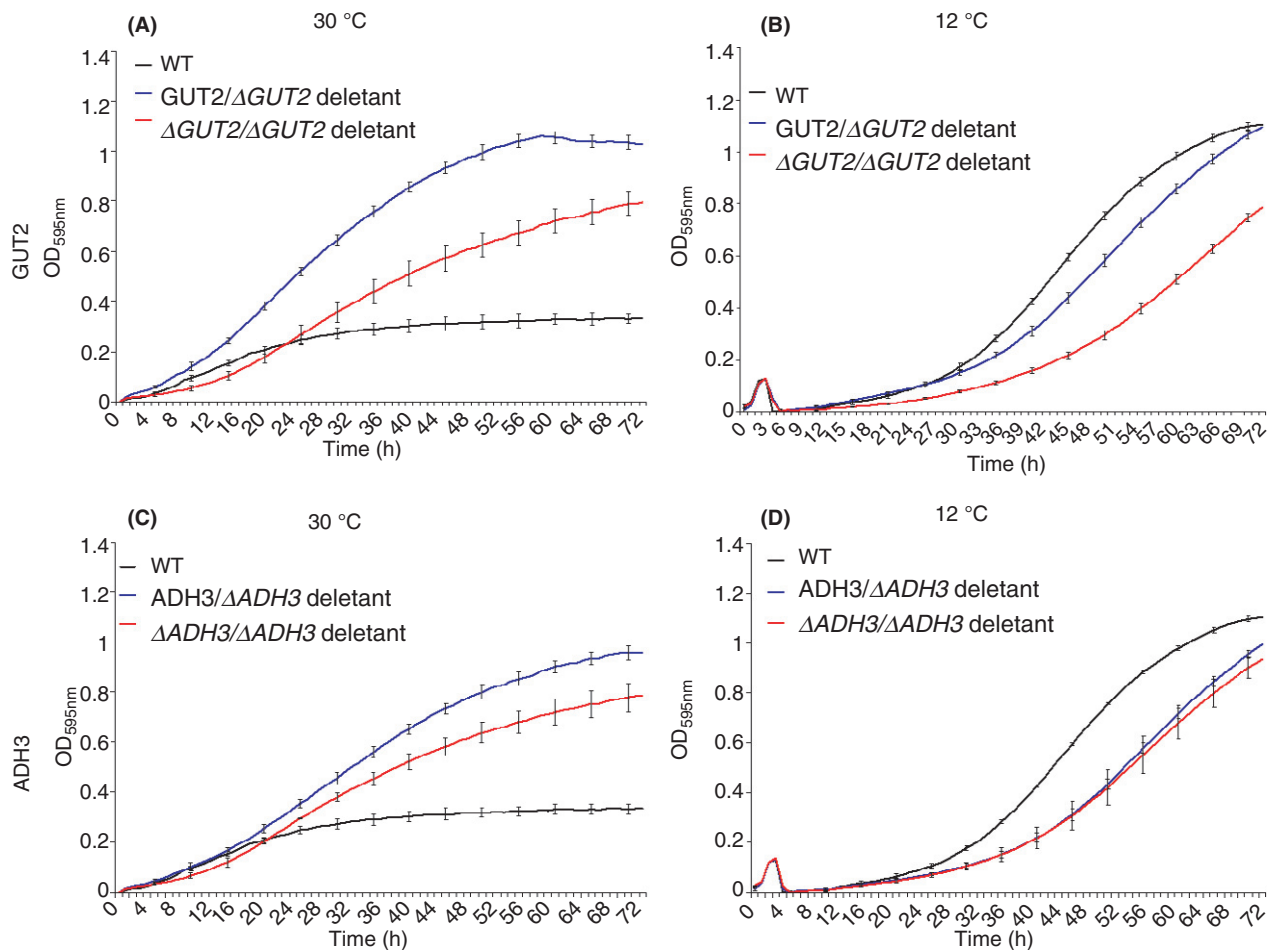 (A) 30 °C
1.4
1.2
1
0.8
0.6
0.4
0.2
0
WT
GUT2/ΔGUT2 deletant
ΔGUT2/ΔGUT2 deletant
GUT2
OD595nm
0 4 8 12 16 20 24 28 32 36 40 44 48 52 56 60 64 68 72
Time (h)
(B) 12 °C
1.4
1.2
1
0.8
0.6
0.4
0.2
0
WT
GUT2/ΔGUT2 deletant
ΔGUT2/ΔGUT2 deletant
OD595nm
0 3 6 9 12 15 18 21 24 27 30 33 36 39 42 45 48 51 54 57 60 63 66 69 72
Time (h)
(C) 30 °C
1.4
1.2
1
0.8
0.6
0.4
0.2
0
WT
ADH3/ΔADH3 deletant
ΔADH3/ΔADH3 deletant
ADH3
OD595nm
0 4 8 12 16 20 24 28 32 36 40 44 48 52 56 60 64 68 72
Time (h)
(D) 12 °C
1.4
1.2
1
0.8
0.6
0.4
0.2
0
WT
ADH3/ΔADH3 deletant
ΔADH3/ΔADH3 deletant
OD595nm
0 4 8 12 16 20 24 28 32 36 40 44 48 52 56 60 64 68 72
Time (h)